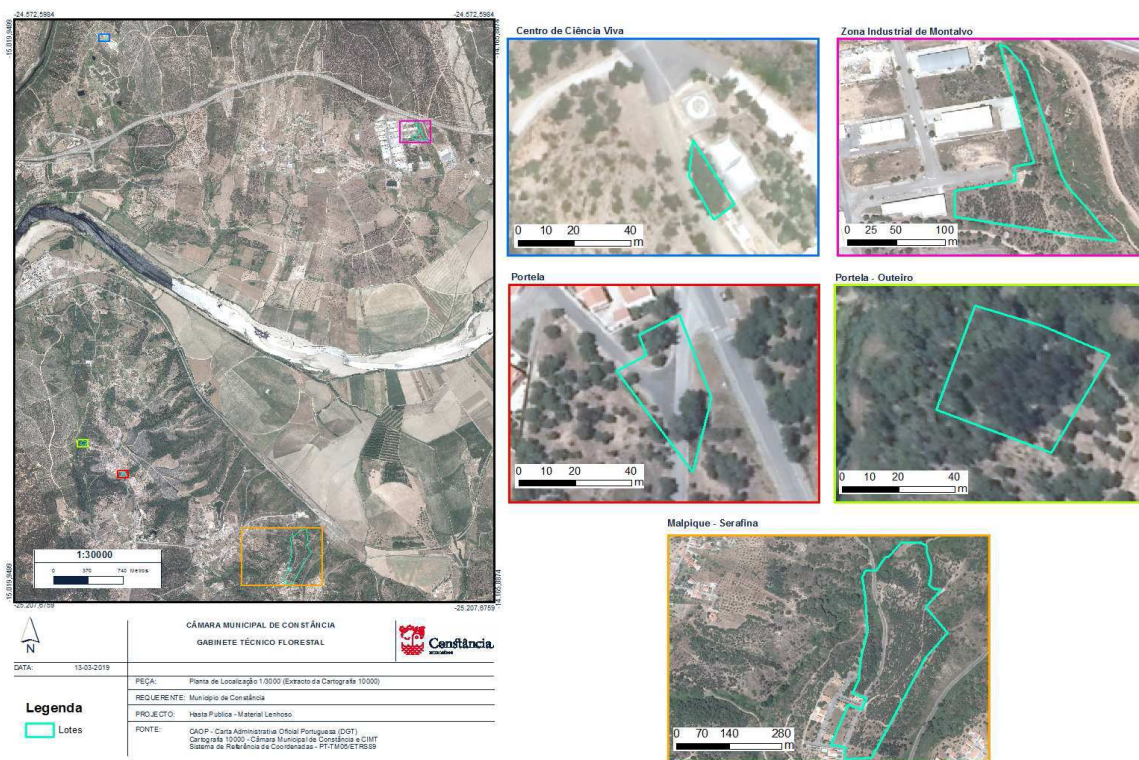 -24.572,5984
-24.572,5984
-15.019,9499
1:30000
0 370 740 Metros
-15.019,9499
-25.207,6759
-25.207,6759
Centro de Ciência Viva
0 10 20 40
m
Zona Industrial de Montalvo
0 25 50 100
m
Portela
0 10 20 40
m
Portela - Outeiro
0 10 20 40
m
Malpique - Serafina
0 70 140 280
m
N
CÂMARA MUNICIPAL DE CONSTÂNCIA
GABINETE TÉCNICO FLORESTAL
Constância
DATA: 13-03-2019
PEÇA: Planta de Localização 1/3000 (Extracto da Cartografia 10000)
REQUERENTE: Município de Constância
PROJECTO: Hasta Publica - Material Lenhoso
FONTE: CAOP - Carta Administrativa Oficial Portuguesa (DGT)
Cartografia 10000 - Câmara Municipal de Constância e CIMT
Sistema de Referência de Coordenadas - PT-TM06/ETRS89
Legenda
Lotes